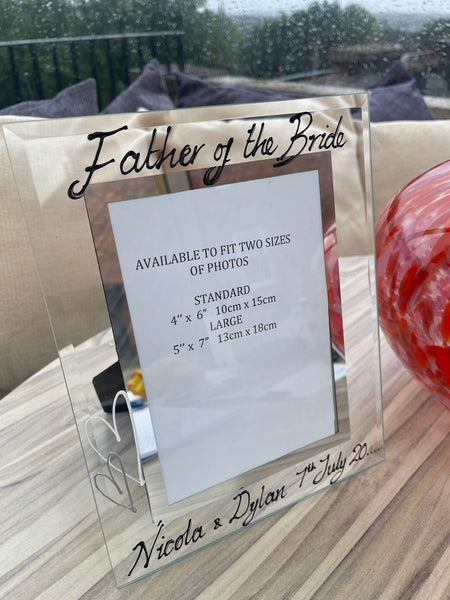 Father of the Bride
AVAILABLE TO FIT TWO SIZES
OF PHOTOS
STANDARD
4’’ x 6” 10cm x 15cm
LARGE
5’’ x 7” 13cm x 18cm
Nicola & Dylan 7th July 20.....